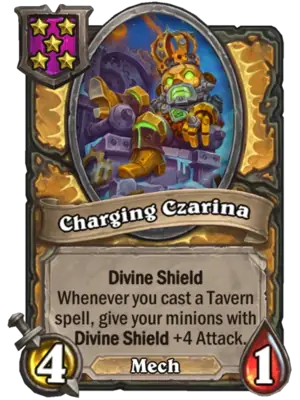 Charging Czarina
Divine Shield
Whenever you cast a Tavern
spell, give your minions with
Divine Shield +4 Attack.
4
Mech
1